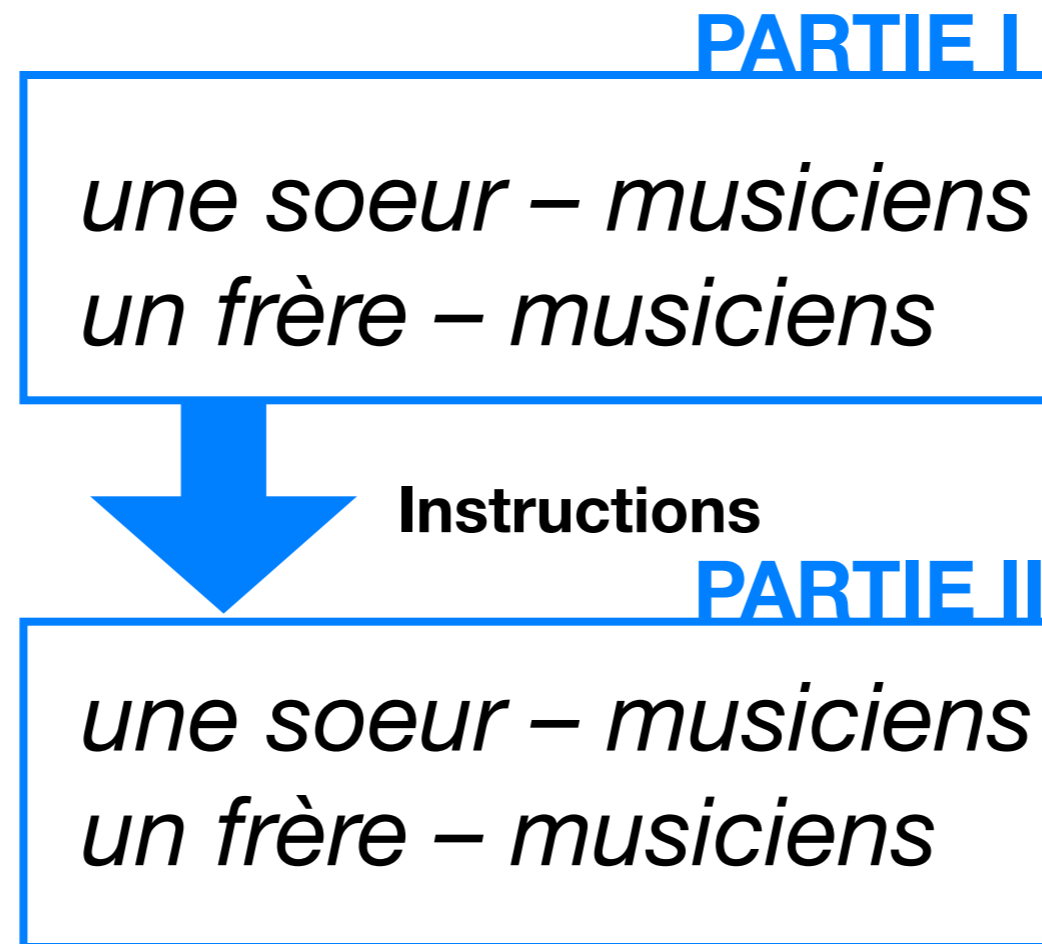 PARTIE I
une soeur – musiciens
un frère – musiciens
Instructions
PARTIE II
une soeur – musiciens
un frère – musiciens